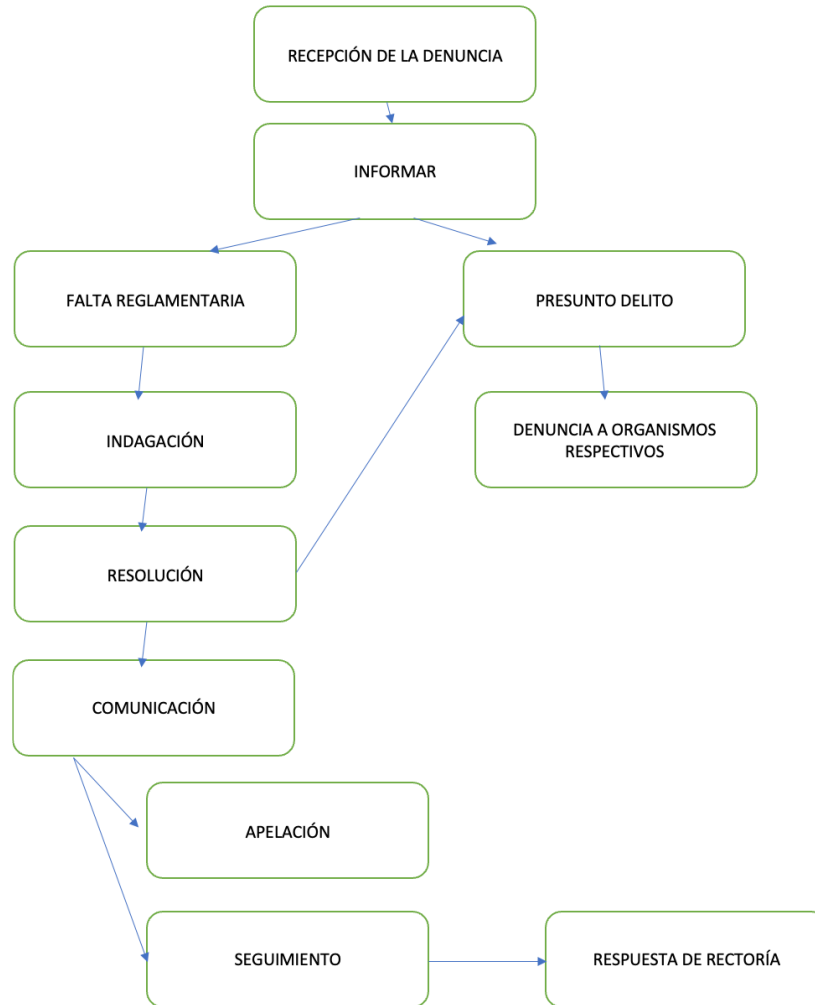 RECEPCIÓN DE LA DENUNCIA
INFORMAR
FALTA REGLAMENTARIA
PRESUNTO DELITO
INDAGACIÓN
DENUNCIA A ORGANISMOS
RESPECTIVOS
RESOLUCIÓN
COMUNICACIÓN
APELACIÓN
SEGUIMIENTO
RESPUESTA DE RECTORÍA